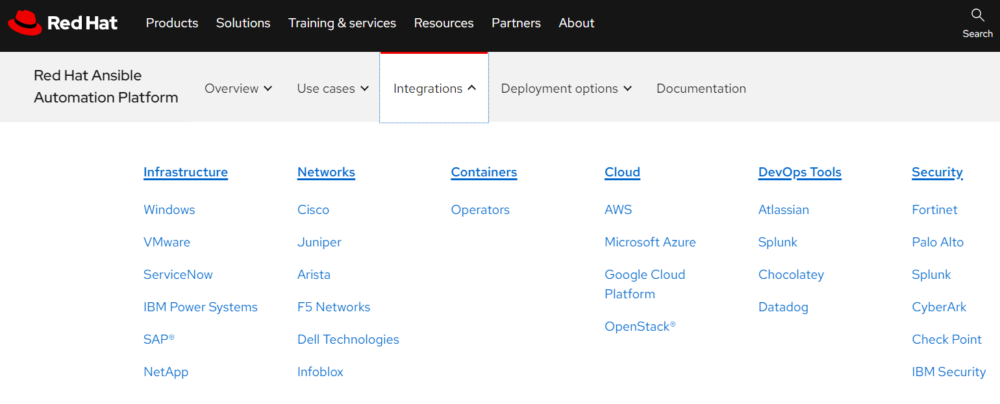 Red Hat
Products
Solutions
Training & services
Resources
Partners
About
Search
Red Hat Ansible
Automation Platform
Overview
Use cases
Integrations
Deployment options
Documentation
Infrastructure
Windows
VMware
ServiceNow
IBM Power Systems
SAP®
NetApp
Networks
Cisco
Juniper
Arista
F5 Networks
Dell Technologies
Infoblox
Containers
Operators
Cloud
AWS
Microsoft Azure
Google Cloud
Platform
OpenStack®
DevOps Tools
Atlassian
Splunk
Chocolatey
Datadog
Security
Fortinet
Palo Alto
Splunk
CyberArk
Check Point
IBM Security